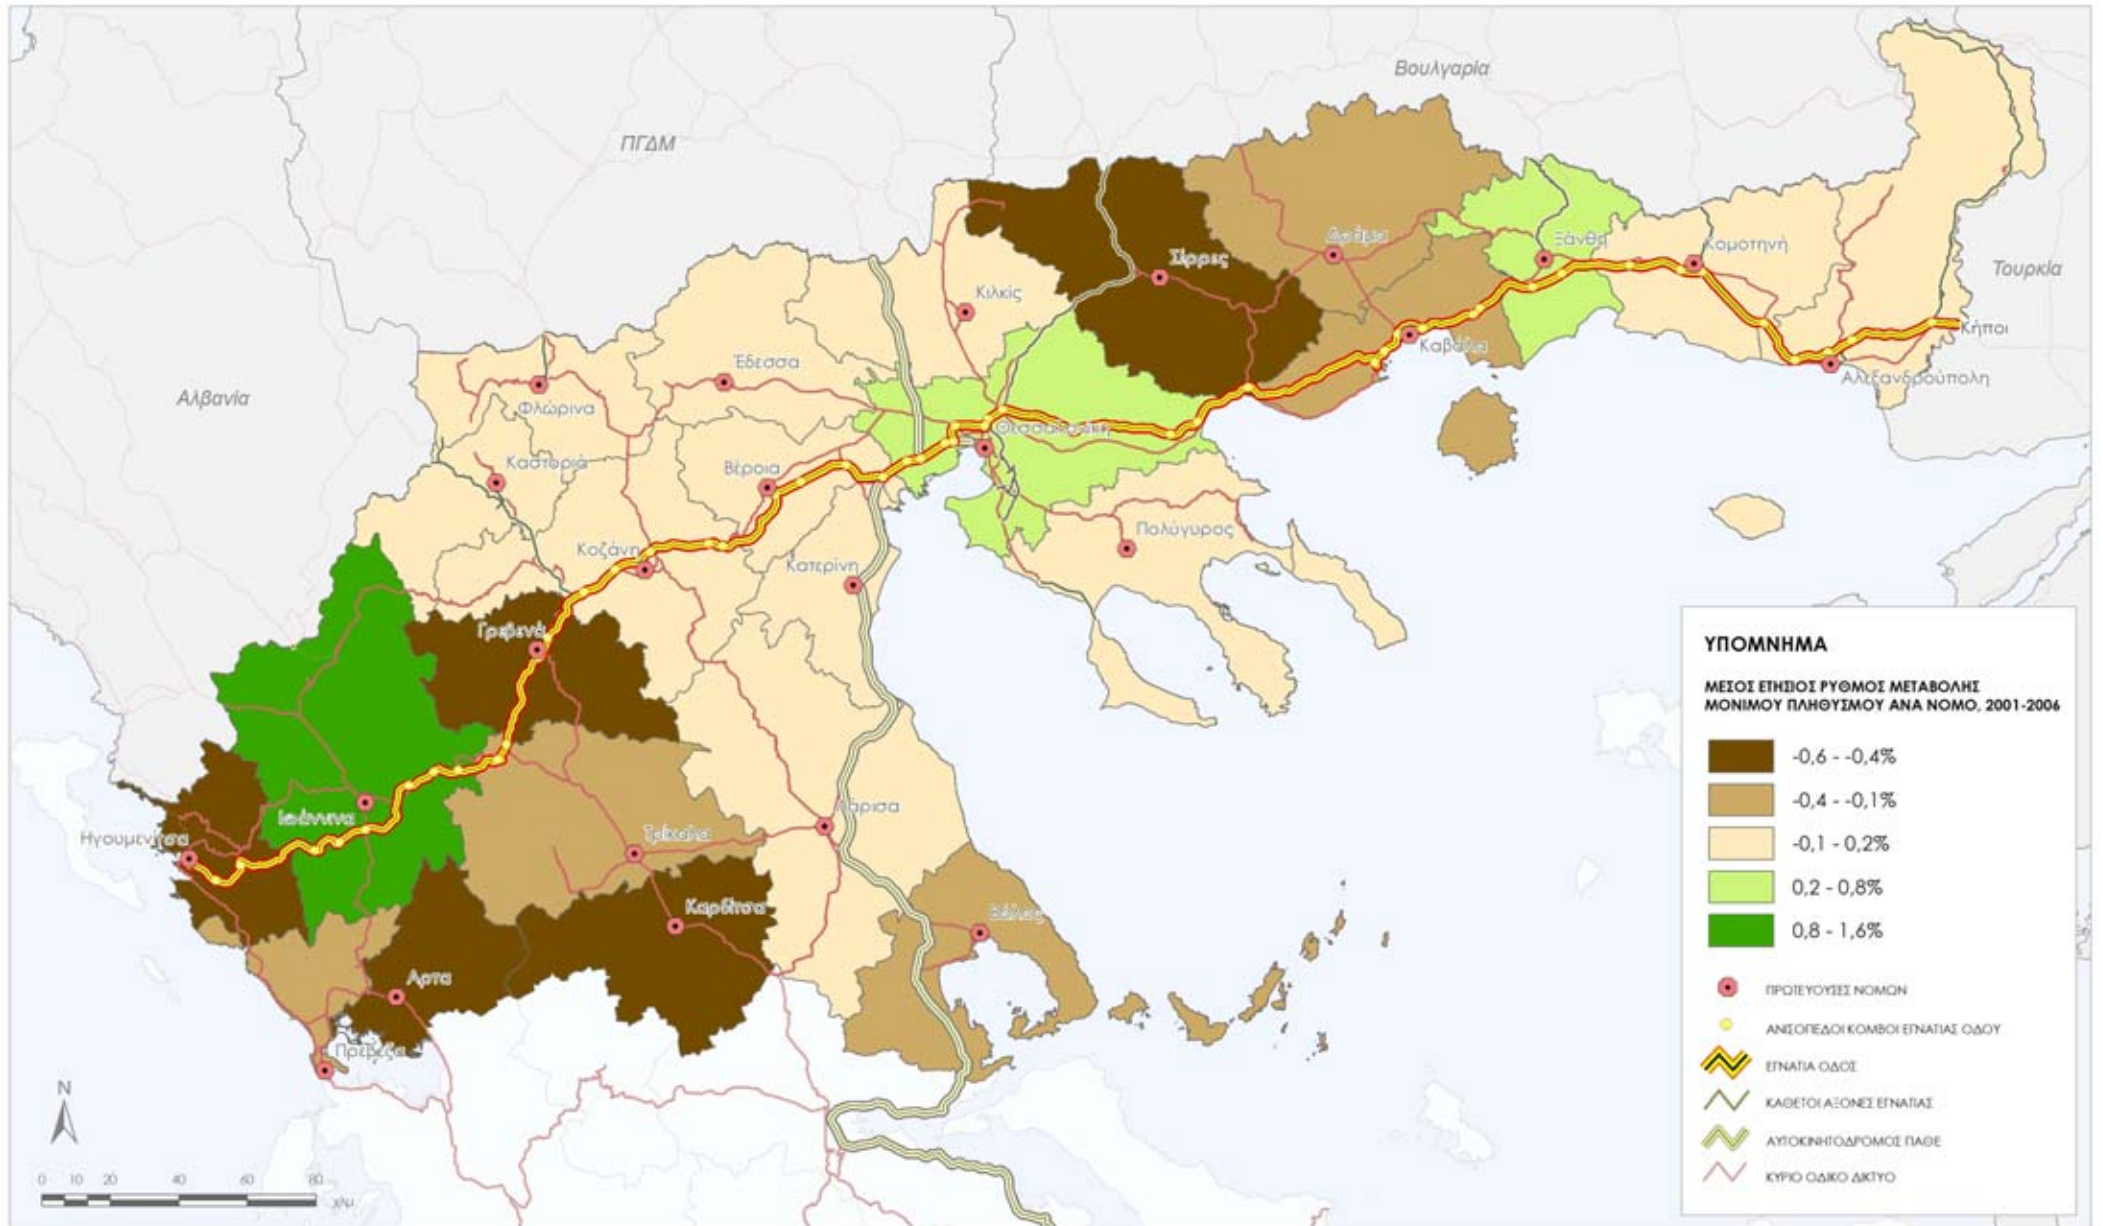 Βουλγαρία
ΠΓΔΜ
Τουρκία
Αλβανία
Σέρρες
Δράμα
Ξάνθη
Κομοτηνή
Κιλκίς
Κήποι
Καβάλα
Αλεξανδρούπολη
Έδεσσα
Φλώρινα
Θεσσαλονίκη
Καστοριά
Βέροια
Πολύγυρος
Κοζάνη
Κατερίνη
Γρεβενά
Λάρισα
Ιωάννινα
Ηγουμενίτσα
Τρίκαλα
Καρδίτσα
Βόλος
Άρτα
Πρέβεζα
N
0 10 20 40 60 80
χλμ
ΥΠΟΜΝΗΜΑ
ΜΕΣΟΣ ΕΤΗΣΙΟΣ ΡΥΘΜΟΣ ΜΕΤΑΒΟΛΗΣ
ΜΟΝΙΜΟΥ ΠΛΗΘΥΣΜΟΥ ΑΝΑ ΝΟΜΟ, 2001-2006
-0,6 - -0,4%
-0,4 - -0,1%
-0,1 - 0,2%
0,2 - 0,8%
0,8 - 1,6%
ΠΡΩΤΕΥΟΥΣΕΣ ΝΟΜΩΝ
ΑΝΙΣΟΠΕΔΟΙ ΚΟΜΒΟΙ ΕΓΝΑΤΙΑΣ ΟΔΟΥ
ΕΓΝΑΤΙΑ ΟΔΟΣ
ΚΑΘΕΤΟΙ ΑΞΟΝΕΣ ΕΓΝΑΤΙΑΣ
ΑΥΤΟΚΙΝΗΤΟΔΡΟΜΟΣ ΠΑΘΕ
ΚΥΡΙΟ ΟΔΙΚΟ ΔΙΚΤΥΟ